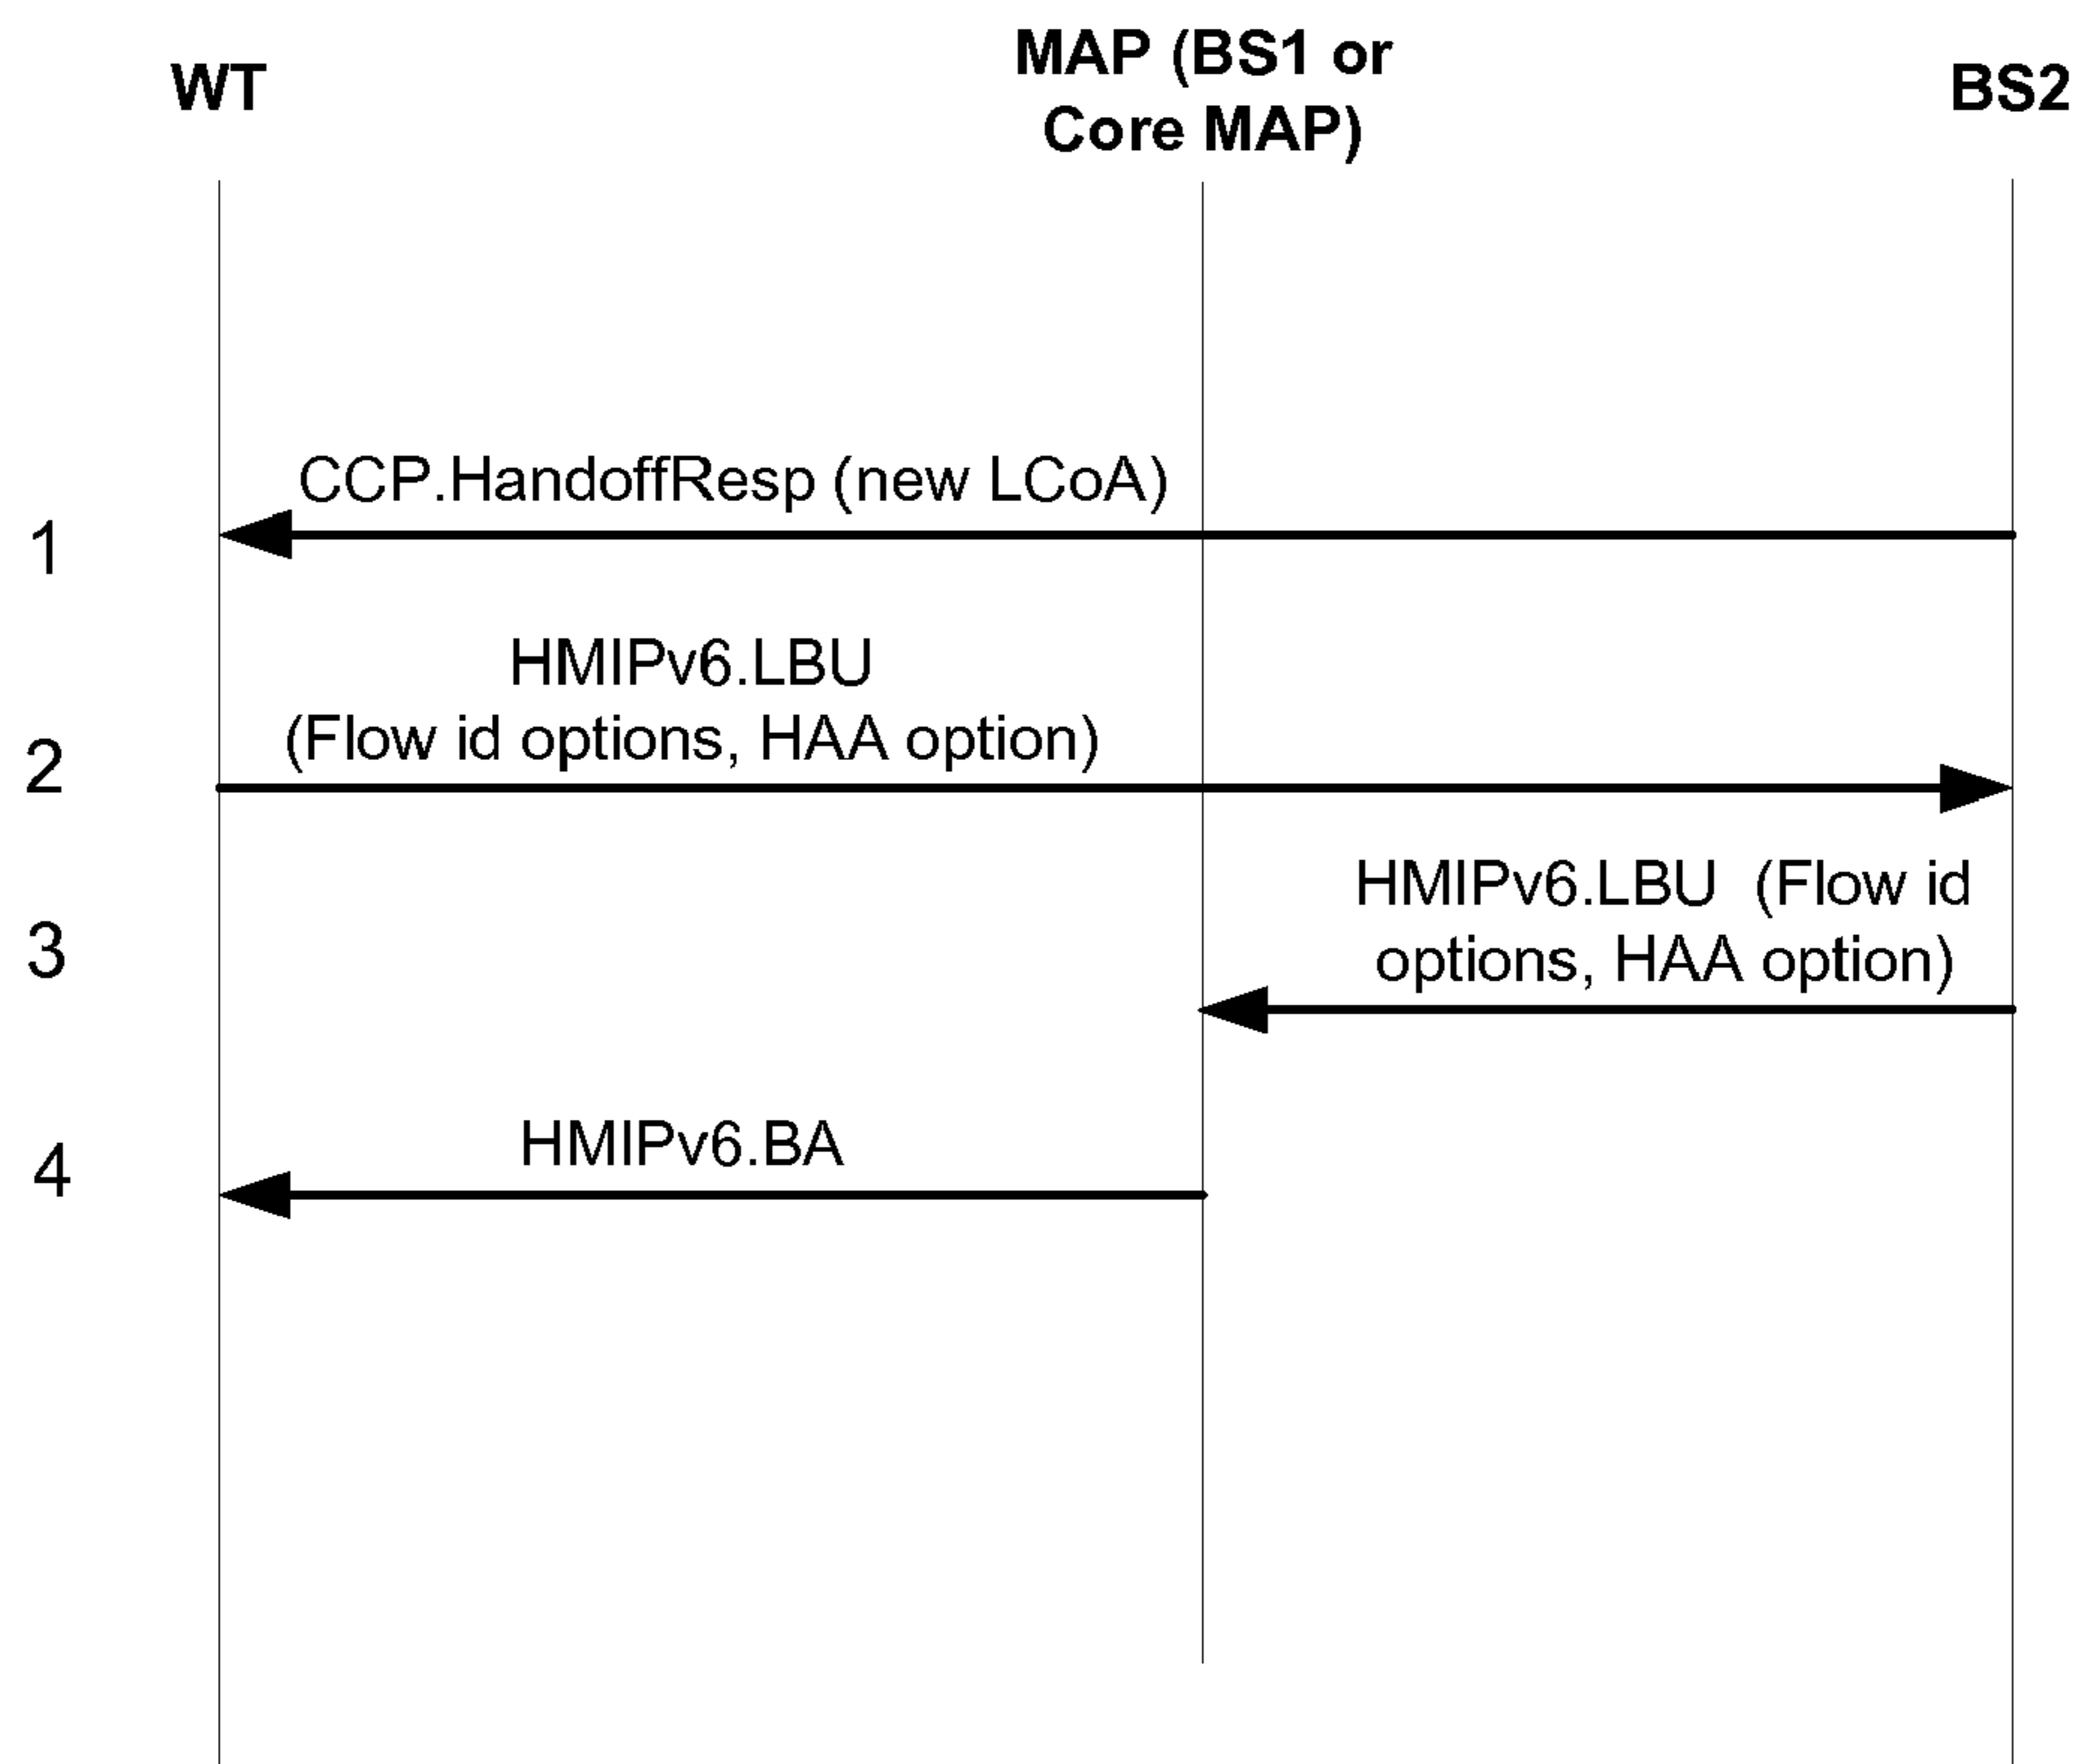 WT
MAP (BS1 or
Core MAP)
BS2
CCP.HandoffResp (new LCoA)
1
HMIPv6.LBU
(Flow id options, HAA option)
2
HMIPv6.LBU (Flow id
options, HAA option)
3
HMIPv6.BA
4